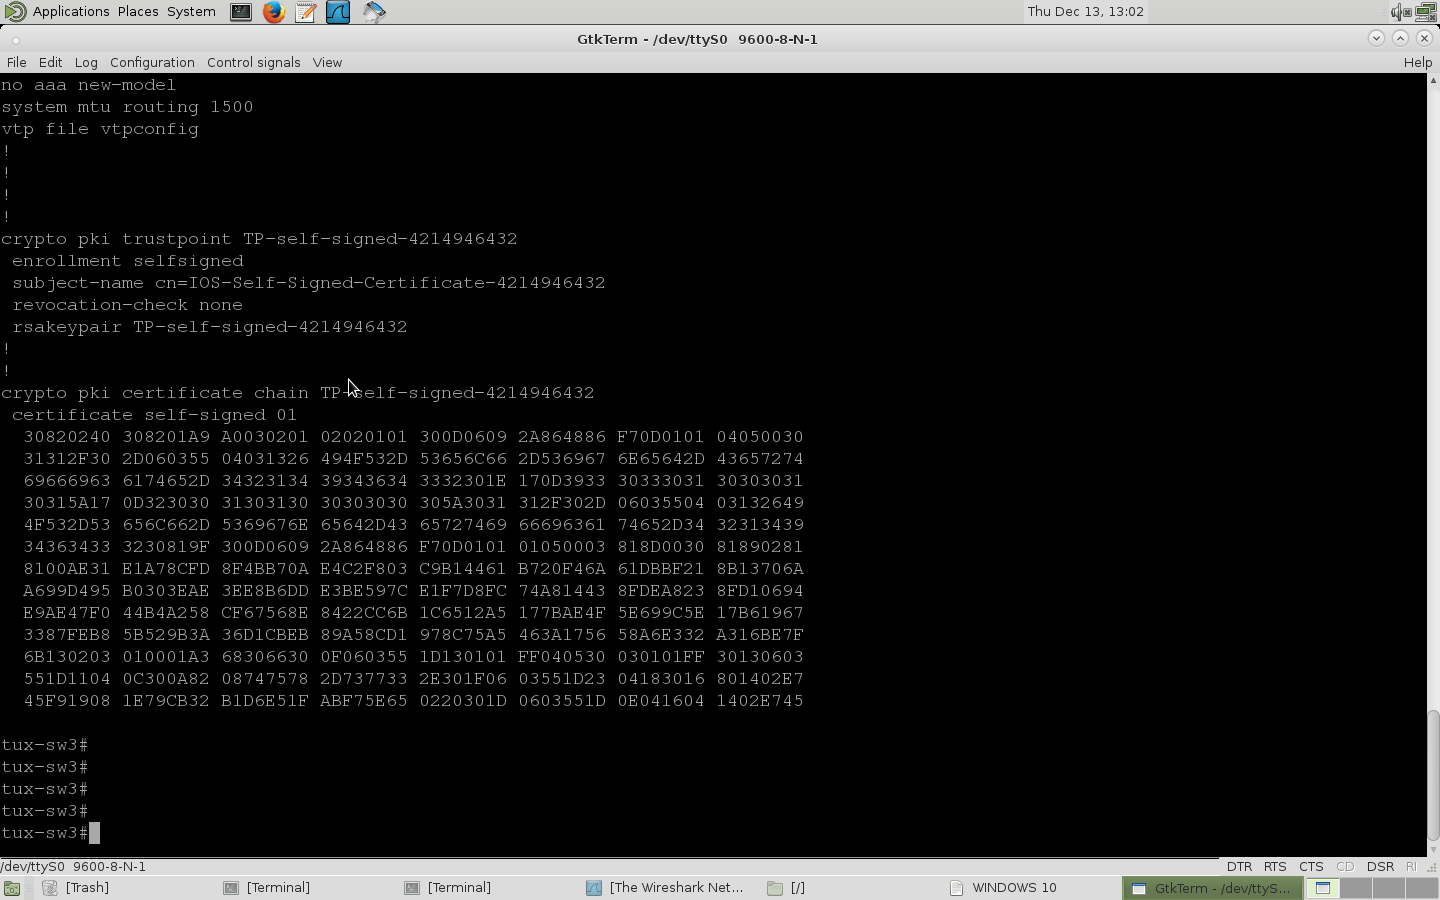 Applications Places System Thu Dec 13, 13:02
GtkTerm - /dev/ttyS0 9600-8-N-1
File Edit Log Configuration Control signals View Help
no aaa new-model
system mtu routing 1500
vtp file vtpconfig
!
!
!
!
crypto pki trustpoint TP-self-signed-4214946432
enrollment selfsigned
subject-name cn=IOS-Self-Signed-Certificate-4214946432
revocation-check none
rsakeypair TP-self-signed-4214946432
!
!
crypto pki certificate chain TP-self-signed-4214946432
certificate self-signed 01
30820240 308201A9 A0030201 02020101 300D0609 2A864886 F70D0101 04050030
31312F30 2D060355 04031326 494F532D 53656C66 2D536967 6E65642D 43657274
69666963 6174652D 34323134 39343634 3332301E 170D3933 30333031 30303031
30315A17 0D323030 31303130 30303030 305A3031 312F302D 06035504 03132649
4F532D53 656C662D 5369676E 65642D43 65727469 66696361 74652D34 32313439
34363433 3230819F 300D0609 2A864886 F70D0101 01050003 818D0030 81890281
8100AE31 E1A78CFD 8F4BB70A E4C2F803 C9B14461 B720F46A 61DBBF21 8B13706A
A699D495 B0303EAE 3EE8B6DD E3BE597C E1F7D8FC 74A81443 8FDEA823 8FD10694
E9AE47F0 44B4A258 CF67568E 8422CC6B 1C6512A5 177BAE4F 5E699C5E 17B61967
3387FEB8 5B529B3A 36D1CBEB 89A58CD1 978C75A5 463A1756 58A6E332 A316BE7F
6B130203 010001A3 68306630 0F060355 1D130101 FF040530 030101FF 30130603
551D1104 0C300A82 08747578 2D737733 2E301F06 03551D23 04183016 801402E7
45F91908 1E79CB32 B1D6E51F ABF75E65 0220301D 0603551D 0E041604 1402E745
tux-sw3#
tux-sw3#
tux-sw3#
tux-sw3#
tux-sw3#
/dev/ttyS0 9600-8-N-1 DTR RTS CTS CD DSR RI
[Trash] [Terminal] [Terminal] [The Wireshark Net... [/] WINDOWS 10 GtkTerm - /dev/ttyS...